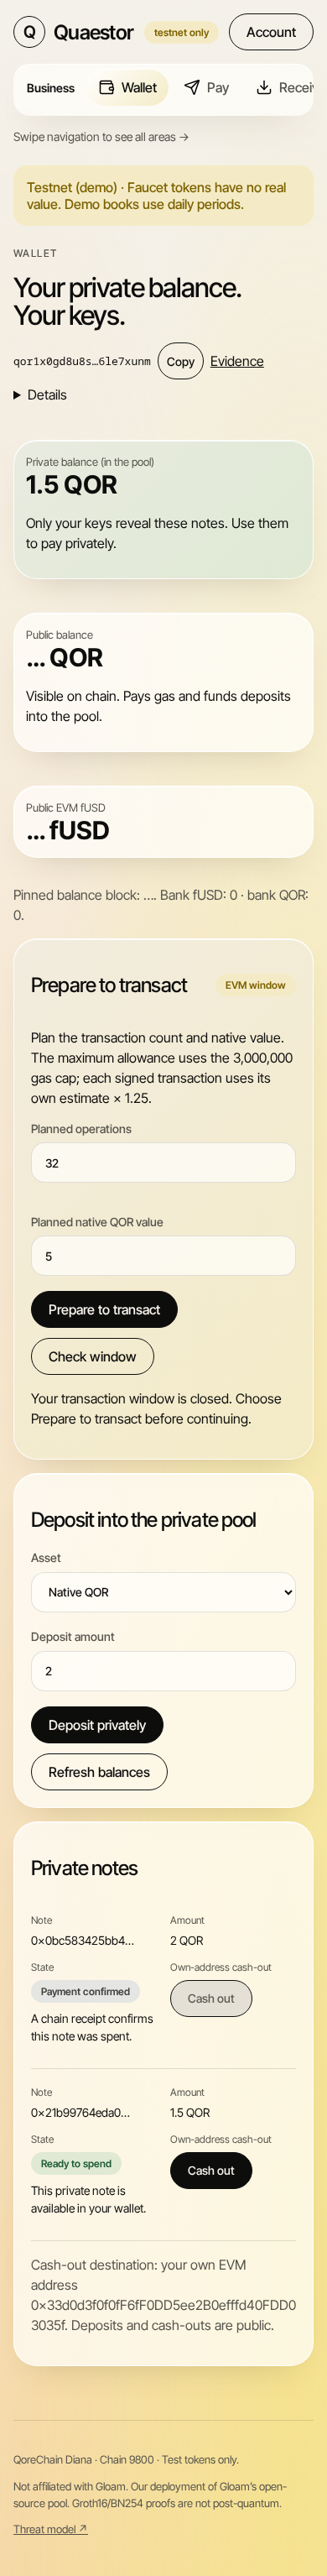 Q Quaestor testnet only Account
Business Wallet Pay Receiv
Swipe navigation to see all areas →
Testnet (demo) · Faucet tokens have no real
value. Demo books use daily periods.
WALLET
Your private balance.
Your keys.
qor1x0gd8u8s…6le7xunm Copy Evidence
▶ Details
Private balance (in the pool)
1.5 QOR
Only your keys reveal these notes. Use them
to pay privately.
Public balance
… QOR
Visible on chain. Pays gas and funds deposits
into the pool.
Public EVM fUSD
… fUSD
Pinned balance block: …. Bank fUSD: 0 · bank QOR:
0.
Prepare to transact EVM window
Plan the transaction count and native value.
The maximum allowance uses the 3,000,000
gas cap; each signed transaction uses its
own estimate × 1.25.
Planned operations
32
Planned native QOR value
5
Prepare to transact
Check window
Your transaction window is closed. Choose
Prepare to transact before continuing.
Deposit into the private pool
Asset
Native QOR
Deposit amount
2
Deposit privately
Refresh balances
Private notes
Note Amount
0x0bc583425bb4… 2 QOR
State Own-address cash-out
Payment confirmed Cash out
A chain receipt confirms
this note was spent.
Note Amount
0x21b99764eda0… 1.5 QOR
State Own-address cash-out
Ready to spend Cash out
This private note is
available in your wallet.
Cash-out destination: your own EVM
address
0x33d0d3f0f0fF6fF0DD5ee2B0efffd40FDD0
3035f. Deposits and cash-outs are public.
QoreChain Diana · Chain 9800 · Test tokens only.
Not affiliated with Gloam. Our deployment of Gloam's open-
source pool. Groth16/BN254 proofs are not post-quantum.
Threat model ↗